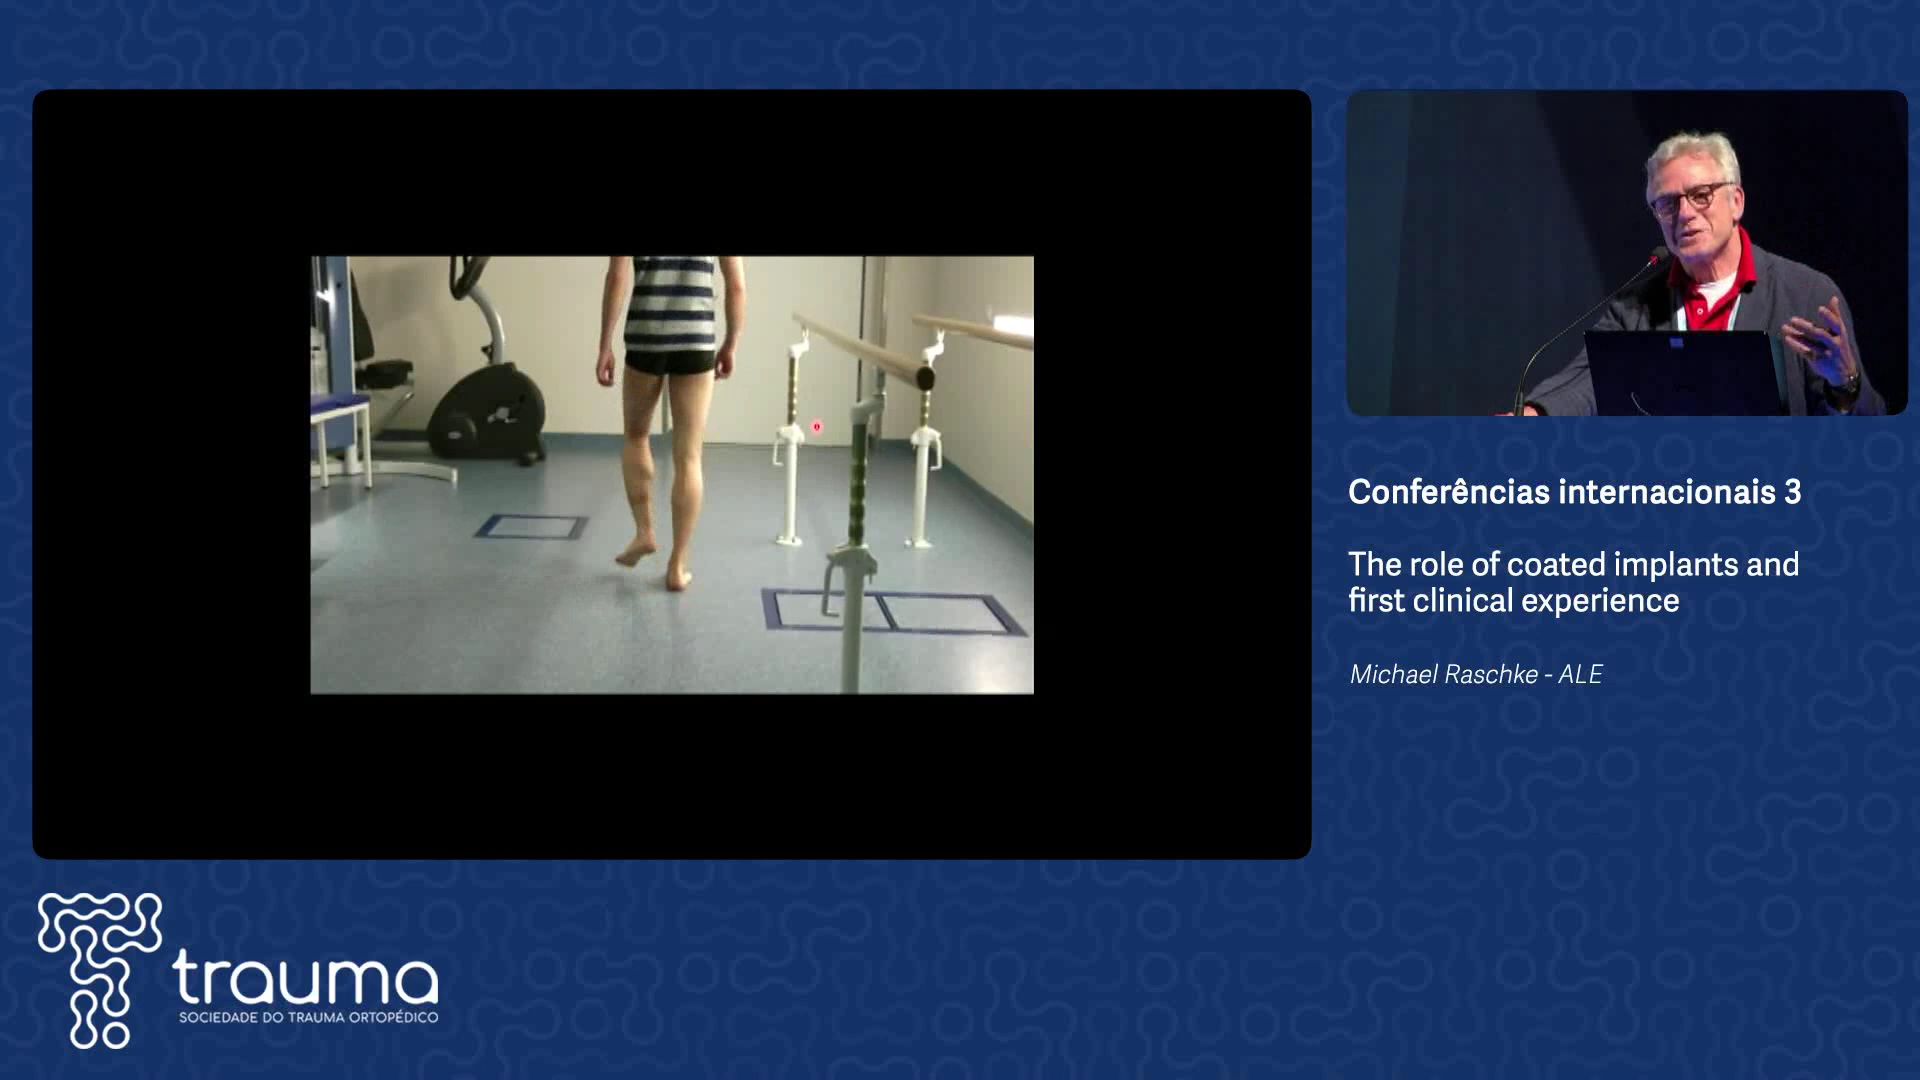 Conferências internacionais 3
The role of coated implants and
first clinical experience
Michael Raschke - ALE
trauma
SOCIEDADE DO TRAUMA ORTOPÉDICO